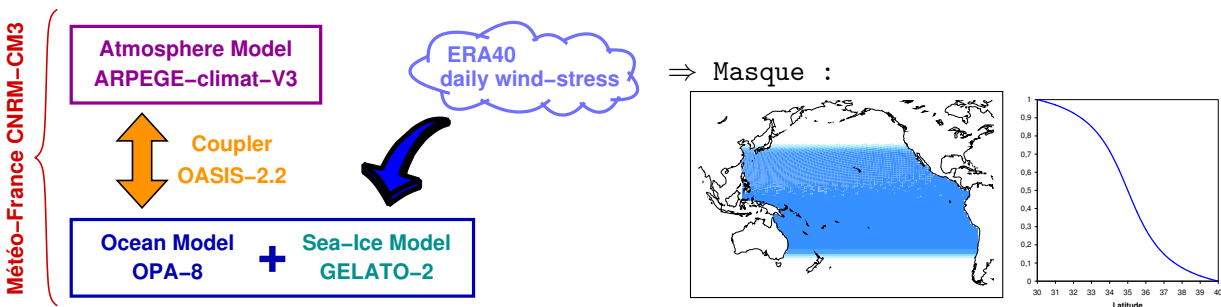 Météo−France CNRM−CM3
Atmosphere Model
ARPEGE−climat−V3
Coupler
OASIS−2.2
Ocean Model
OPA−8
+
Sea−Ice Model
GELATO−2
ERA40
daily wind−stress
⇒ Masque :
1
0,9
0,8
0,7
0,6
0,5
0,4
0,3
0,2
0,1
0
30 31 32 33 34 35 36 37 38 39 40
Latitude